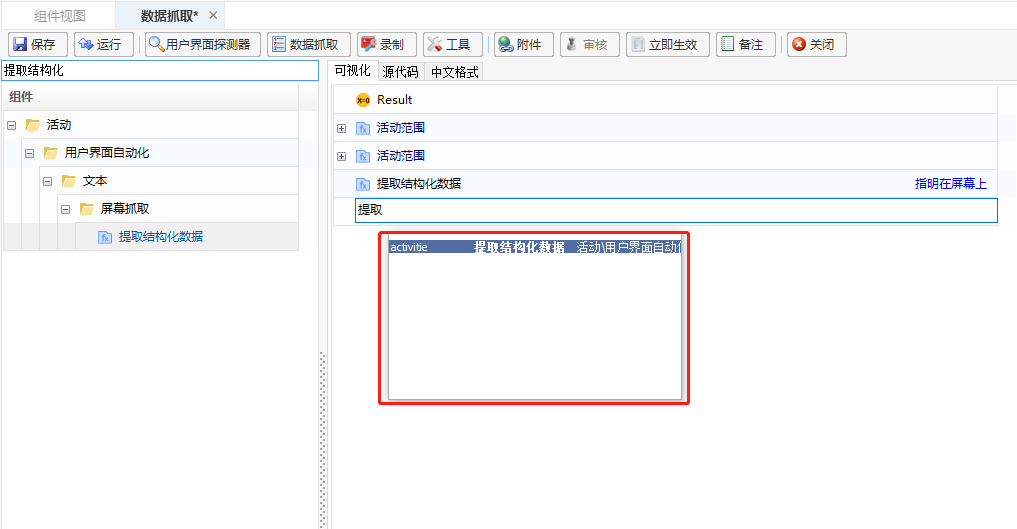 组件视图 数据抓取*
保存 运行 用户界面探测器 数据抓取 录制 工具 附件 审核 立即生效 备注 关闭
提取结构化
组件
活动
用户界面自动化
文本
屏幕抓取
提取结构化数据
可视化 源代码 中文格式
X=0 Result
fx 活动范围
fx 活动范围
fx 提取结构化数据 指明在屏幕上
提取
activitie 提取结构化数据 活动\用户界面自动化